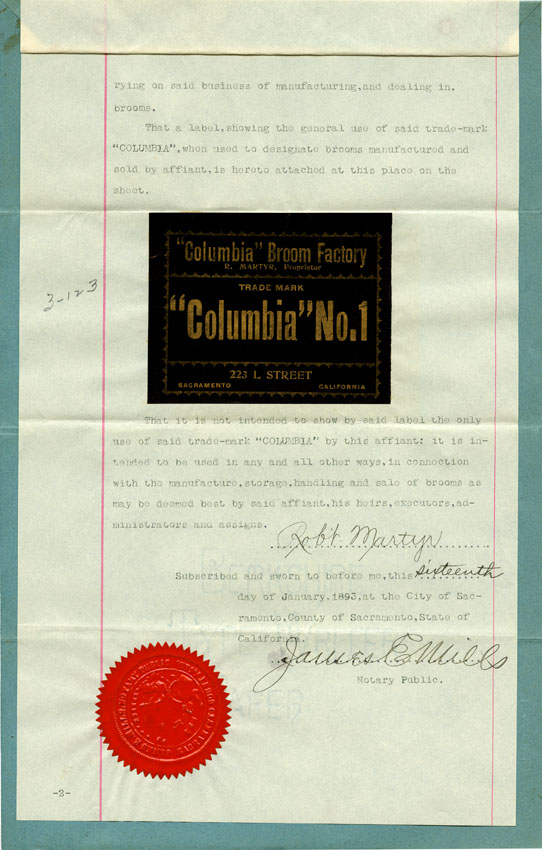 rying on said business of manufacturing,and dealing in,
brooms.
That a label,showing the general use of said trade-mark
"COLUMBIA",when used to designate brooms manufactured and
sold by affiant,is hereto attached at this place on the
sheet.
"Columbia" Broom Factory
R. MARTYR, Proprietor
TRADE MARK
"Columbia" No.1
223 L STREET
SACRAMENTO CALIFORNIA
3-123
That it is not intended to show by said label the only
use of said trade-mark "COLUMBIA" by this affiant; it is in-
tended to be used in any and all other ways,in connection
with the manufacture,storage,handling and sale of brooms as
may be deemed best by said affiant,his heirs,executors,ad-
ministrators and assigns.
Rob't Martyr
Subscribed and sworn to before me,this sixteenth
day of January,1893,at the City of Sac-
ramento,County of Sacramento,State of
California.
James E. Mills
Notary Public.
-2-